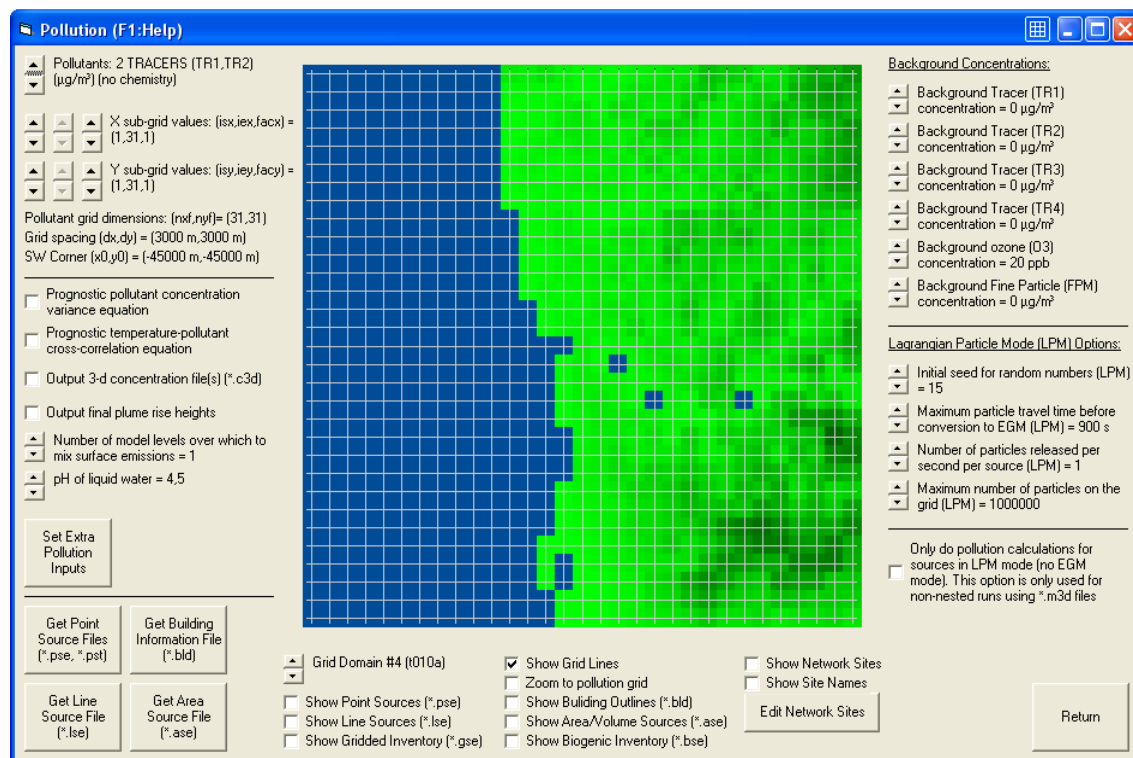 Pollution (F1:Help)
Pollutants: 2 TRACERS (TR1,TR2)
(µg/m³) (no chemistry)
X sub-grid values: (isx,iex,facx) =
(1,31,1)
Y sub-grid values: (isy,iey,facy) =
(1,31,1)
Pollutant grid dimensions: (nxf,nyf)= (31,31)
Grid spacing (dx,dy) = (3000 m,3000 m)
SW Corner (x0,y0) = (-45000 m,-45000 m)
Prognostic pollutant concentration
variance equation
Prognostic temperature-pollutant
cross-correlation equation
Output 3-d concentration file(s) (*.c3d)
Output final plume rise heights
Number of model levels over which to
mix surface emissions = 1
pH of liquid water = 4,5
Set Extra
Pollution
Inputs
Get Point
Source Files
(*.pse, *.pst)
Get Building
Information File
(*.bld)
Get Line
Source File
(*.lse)
Get Area
Source File
(*.ase)
Grid Domain #4 (t010a)
Show Point Sources (*.pse)
Show Line Sources (*.lse)
Show Gridded Inventory (*.gse)
Show Grid Lines
Zoom to pollution grid
Show Buliding Outlines (*.bld)
Show Area/Volume Sources (*.ase)
Show Biogenic Inventory (*.bse)
Show Network Sites
Show Site Names
Edit Network Sites
Background Concentrations:
Background Tracer (TR1)
concentration = 0 µg/m³
Background Tracer (TR2)
concentration = 0 µg/m³
Background Tracer (TR3)
concentration = 0 µg/m³
Background Tracer (TR4)
concentration = 0 µg/m³
Background ozone (O3)
concentration = 20 ppb
Background Fine Particle (FPM)
concentration = 0 µg/m³
Lagrangian Particle Mode (LPM) Options:
Initial seed for random numbers (LPM)
= 15
Maximum particle travel time before
conversion to EGM (LPM) = 900 s
Number of particles released per
second per source (LPM) = 1
Maximum number of particles on the
grid (LPM) = 1000000
Only do pollution calculations for
sources in LPM mode (no EGM
mode). This option is only used for
non-nested runs using *.m3d files
Return